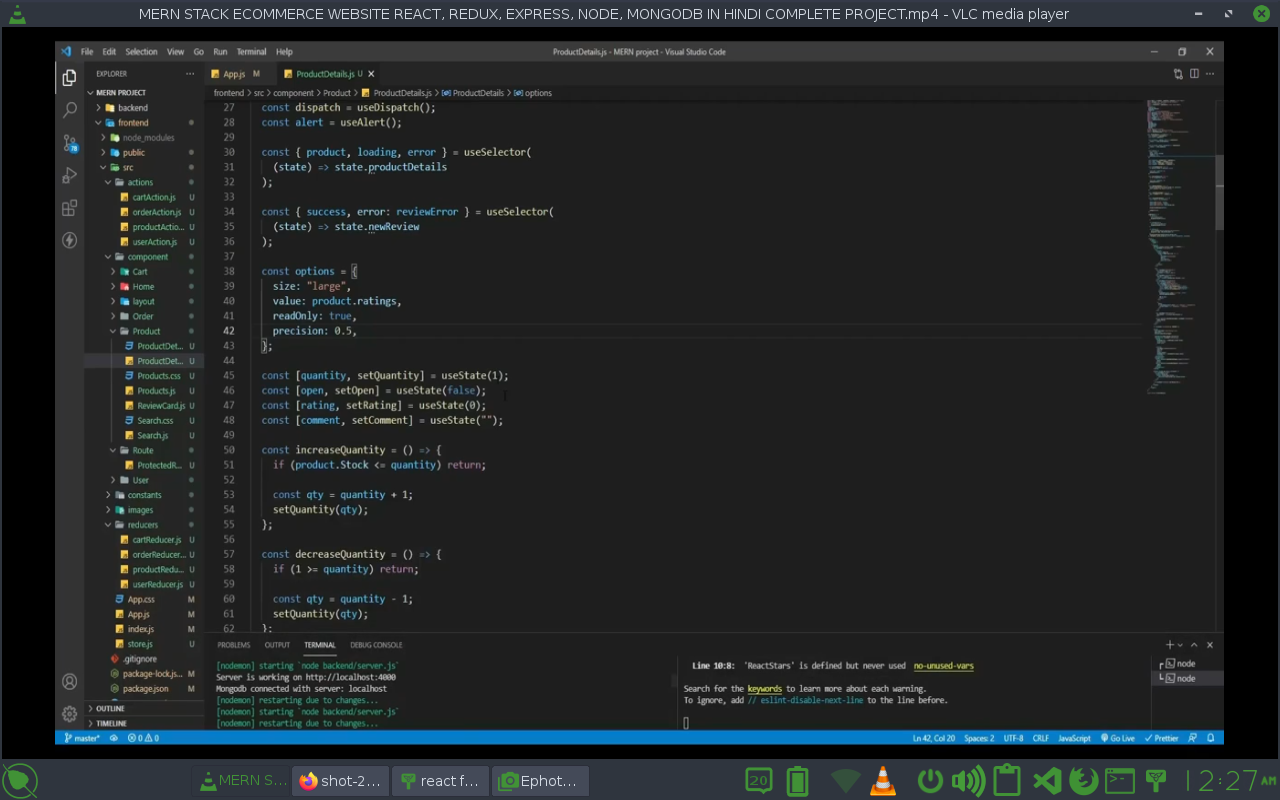 MERN STACK ECOMMERCE WEBSITE REACT, REDUX, EXPRESS, NODE, MONGODB IN HINDI COMPLETE PROJECT.mp4 - VLC media player
File Edit Selection View Go Run Terminal Help
ProductDetails.js - MERN project - Visual Studio Code
EXPLORER
App.js M
ProductDetails.js U
MERN PROJECT
frontend > src > component > Product > ProductDetails.js > ProductDetails > options
backend
frontend
node_modules
public
src
actions
cartAction.js U
orderAction.js U
productActio... U
userAction.js U
component
Cart
Home
layout
Order
Product
ProductDet... U
ProductDet... U
Products.css U
Products.js U
ReviewCard.js U
Search.css U
Search.js U
Route
ProtectedR... U
User
constants
images
reducers
cartReducer.js U
orderReducer... U
productRedu... U
userReducer.js U
App.css M
App.js M
index.js M
store.js U
.gitignore
package-lock.js... M
package.json M
OUTLINE
TIMELINE
27 const dispatch = useDispatch();
28 const alert = useAlert();
29
30 const { product, loading, error } = useSelector(
31 (state) => state.productDetails
32 );
33
34 const { success, error: reviewError } = useSelector(
35 (state) => state.newReview
36 );
37
38 const options = {
39 size: "large",
40 value: product.ratings,
41 readOnly: true,
42 precision: 0.5,
43 };
44
45 const [quantity, setQuantity] = useState(1);
46 const [open, setOpen] = useState(false);
47 const [rating, setRating] = useState(0);
48 const [comment, setComment] = useState("");
49
50 const increaseQuantity = () => {
51 if (product.Stock <= quantity) return;
52
53 const qty = quantity + 1;
54 setQuantity(qty);
55 };
56
57 const decreaseQuantity = () => {
58 if (1 >= quantity) return;
59
60 const qty = quantity - 1;
61 setQuantity(qty);
62 };
PROBLEMS OUTPUT TERMINAL DEBUG CONSOLE
[nodemon] starting `node backend/server.js`
Server is working on http://localhost:4000
Mongodb connected with server: localhost
[nodemon] restarting due to changes...
[nodemon] starting `node backend/server.js`
[nodemon] restarting due to changes...
Line 10:8: 'ReactStars' is defined but never used no-unused-vars
Search for the keywords to learn more about each warning.
To ignore, add // eslint-disable-next-line to the line before.
node
node
master* 0 0
Ln 42, Col 20 Spaces: 2 UTF-8 CRLF JavaScript Go Live Prettier
MERN S...
shot-2...
react f...
Ephot...
20
2:27 AM